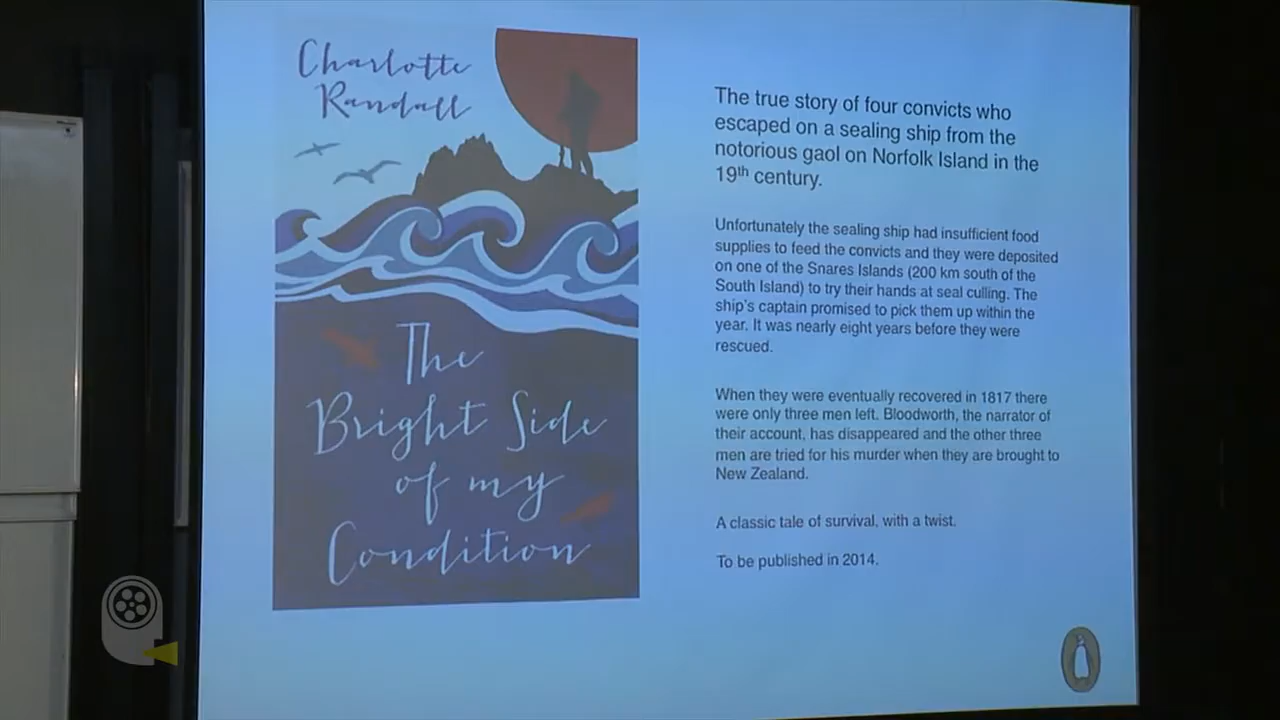 Charlotte
Randall
The
Bright Side
of my
Condition
The true story of four convicts who
escaped on a sealing ship from the
notorious gaol on Norfolk Island in the
19th century.
Unfortunately the sealing ship had insufficient food
supplies to feed the convicts and they were deposited
on one of the Snares Islands (200 km south of the
South Island) to try their hands at seal culling. The
ship's captain promised to pick them up within the
year. It was nearly eight years before they were
rescued.
When they were eventually recovered in 1817 there
were only three men left. Bloodworth, the narrator of
their account, has disappeared and the other three
men are tried for his murder when they are brought to
New Zealand.
A classic tale of survival, with a twist.
To be published in 2014.